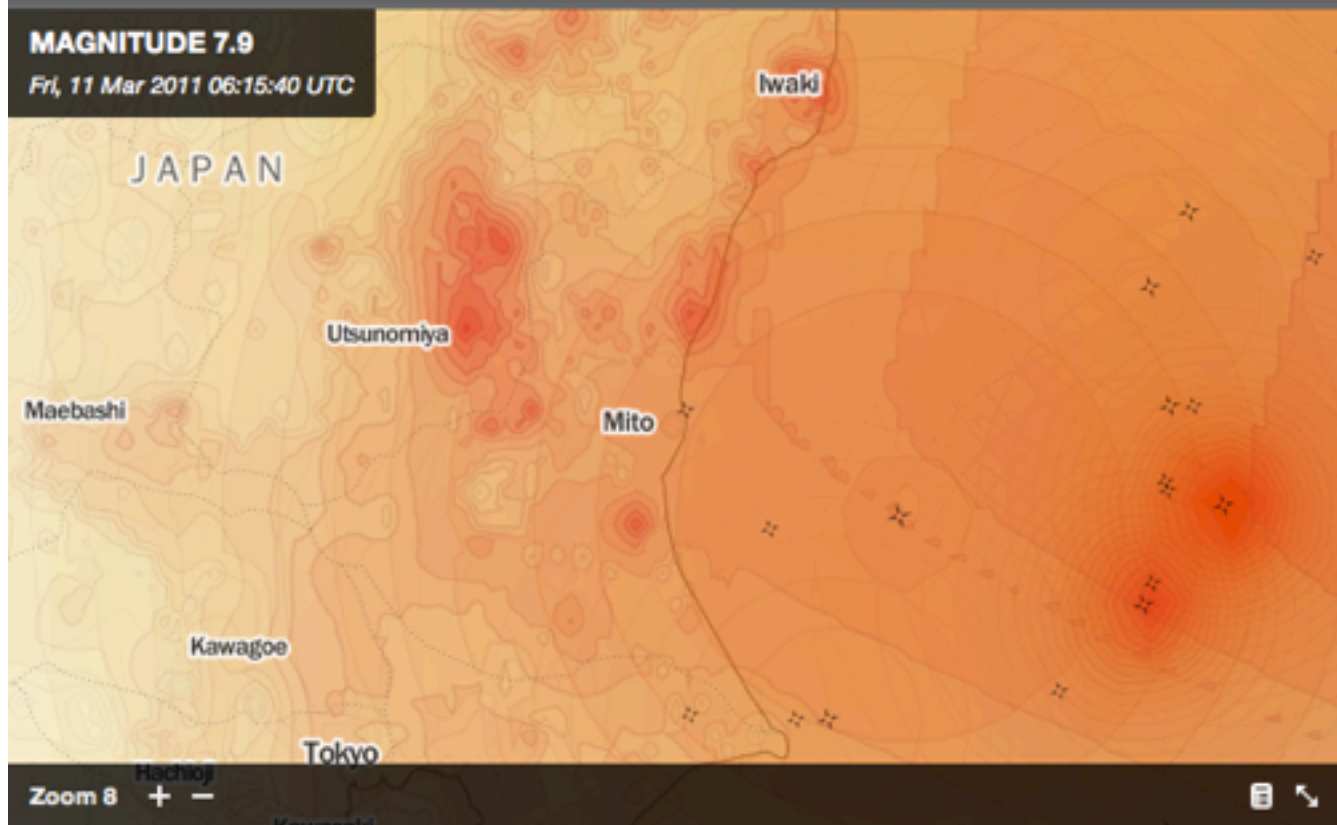 MAGNITUDE 7.9
Fri, 11 Mar 2011 06:15:40 UTC
Iwaki
JAPAN
Utsunomiya
Maebashi
Mito
Kawagoe
Tokyo
Hachioji
Zoom 8 + −
Kawasaki